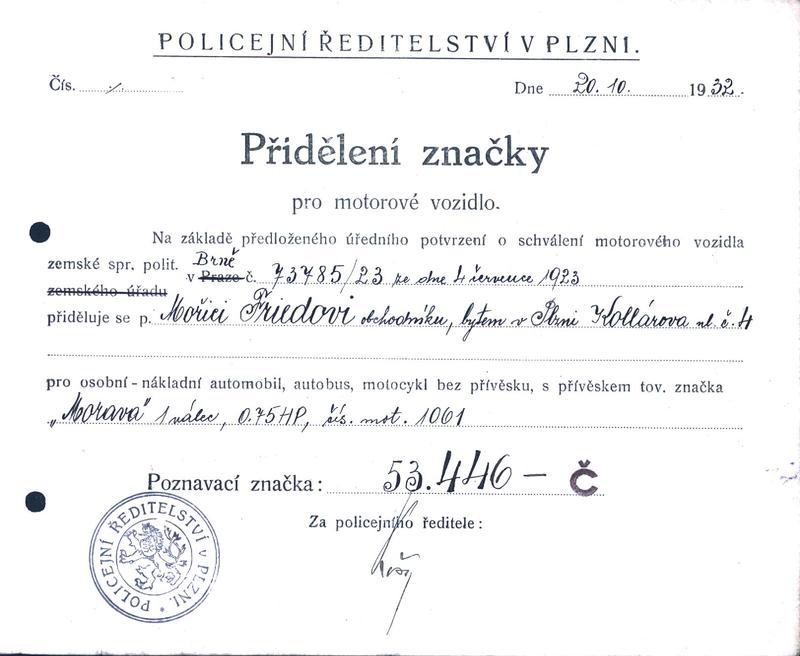 POLICEJNÍ ŘEDITELSTVÍ V PLZNI.
Čís. ⁒ Dne 20. 10. 1932.
Přidělení značky
pro motorové vozidlo.
Na základě předloženého úředního potvrzení o schválení motorového vozidla
zemské spr. polit. v Brně Praze č. 73485/23 ze dne 4 července 1923
zemského úřadu
přiděluje se p. Mořici Friedovi obchodníku, bytem v Plzni Kollárova ul. č. 4
pro osobní - nákladní automobil, autobus, motocykl bez přívěsku, s přívěskem tov. značka
„Morava" 1 válec, 0.75HP, čís. mot. 1061
Poznavací značka: 53.446 – Č
Za policejního ředitele:
POLICEJNÍ ŘEDITELSTVÍ v PLZNI.